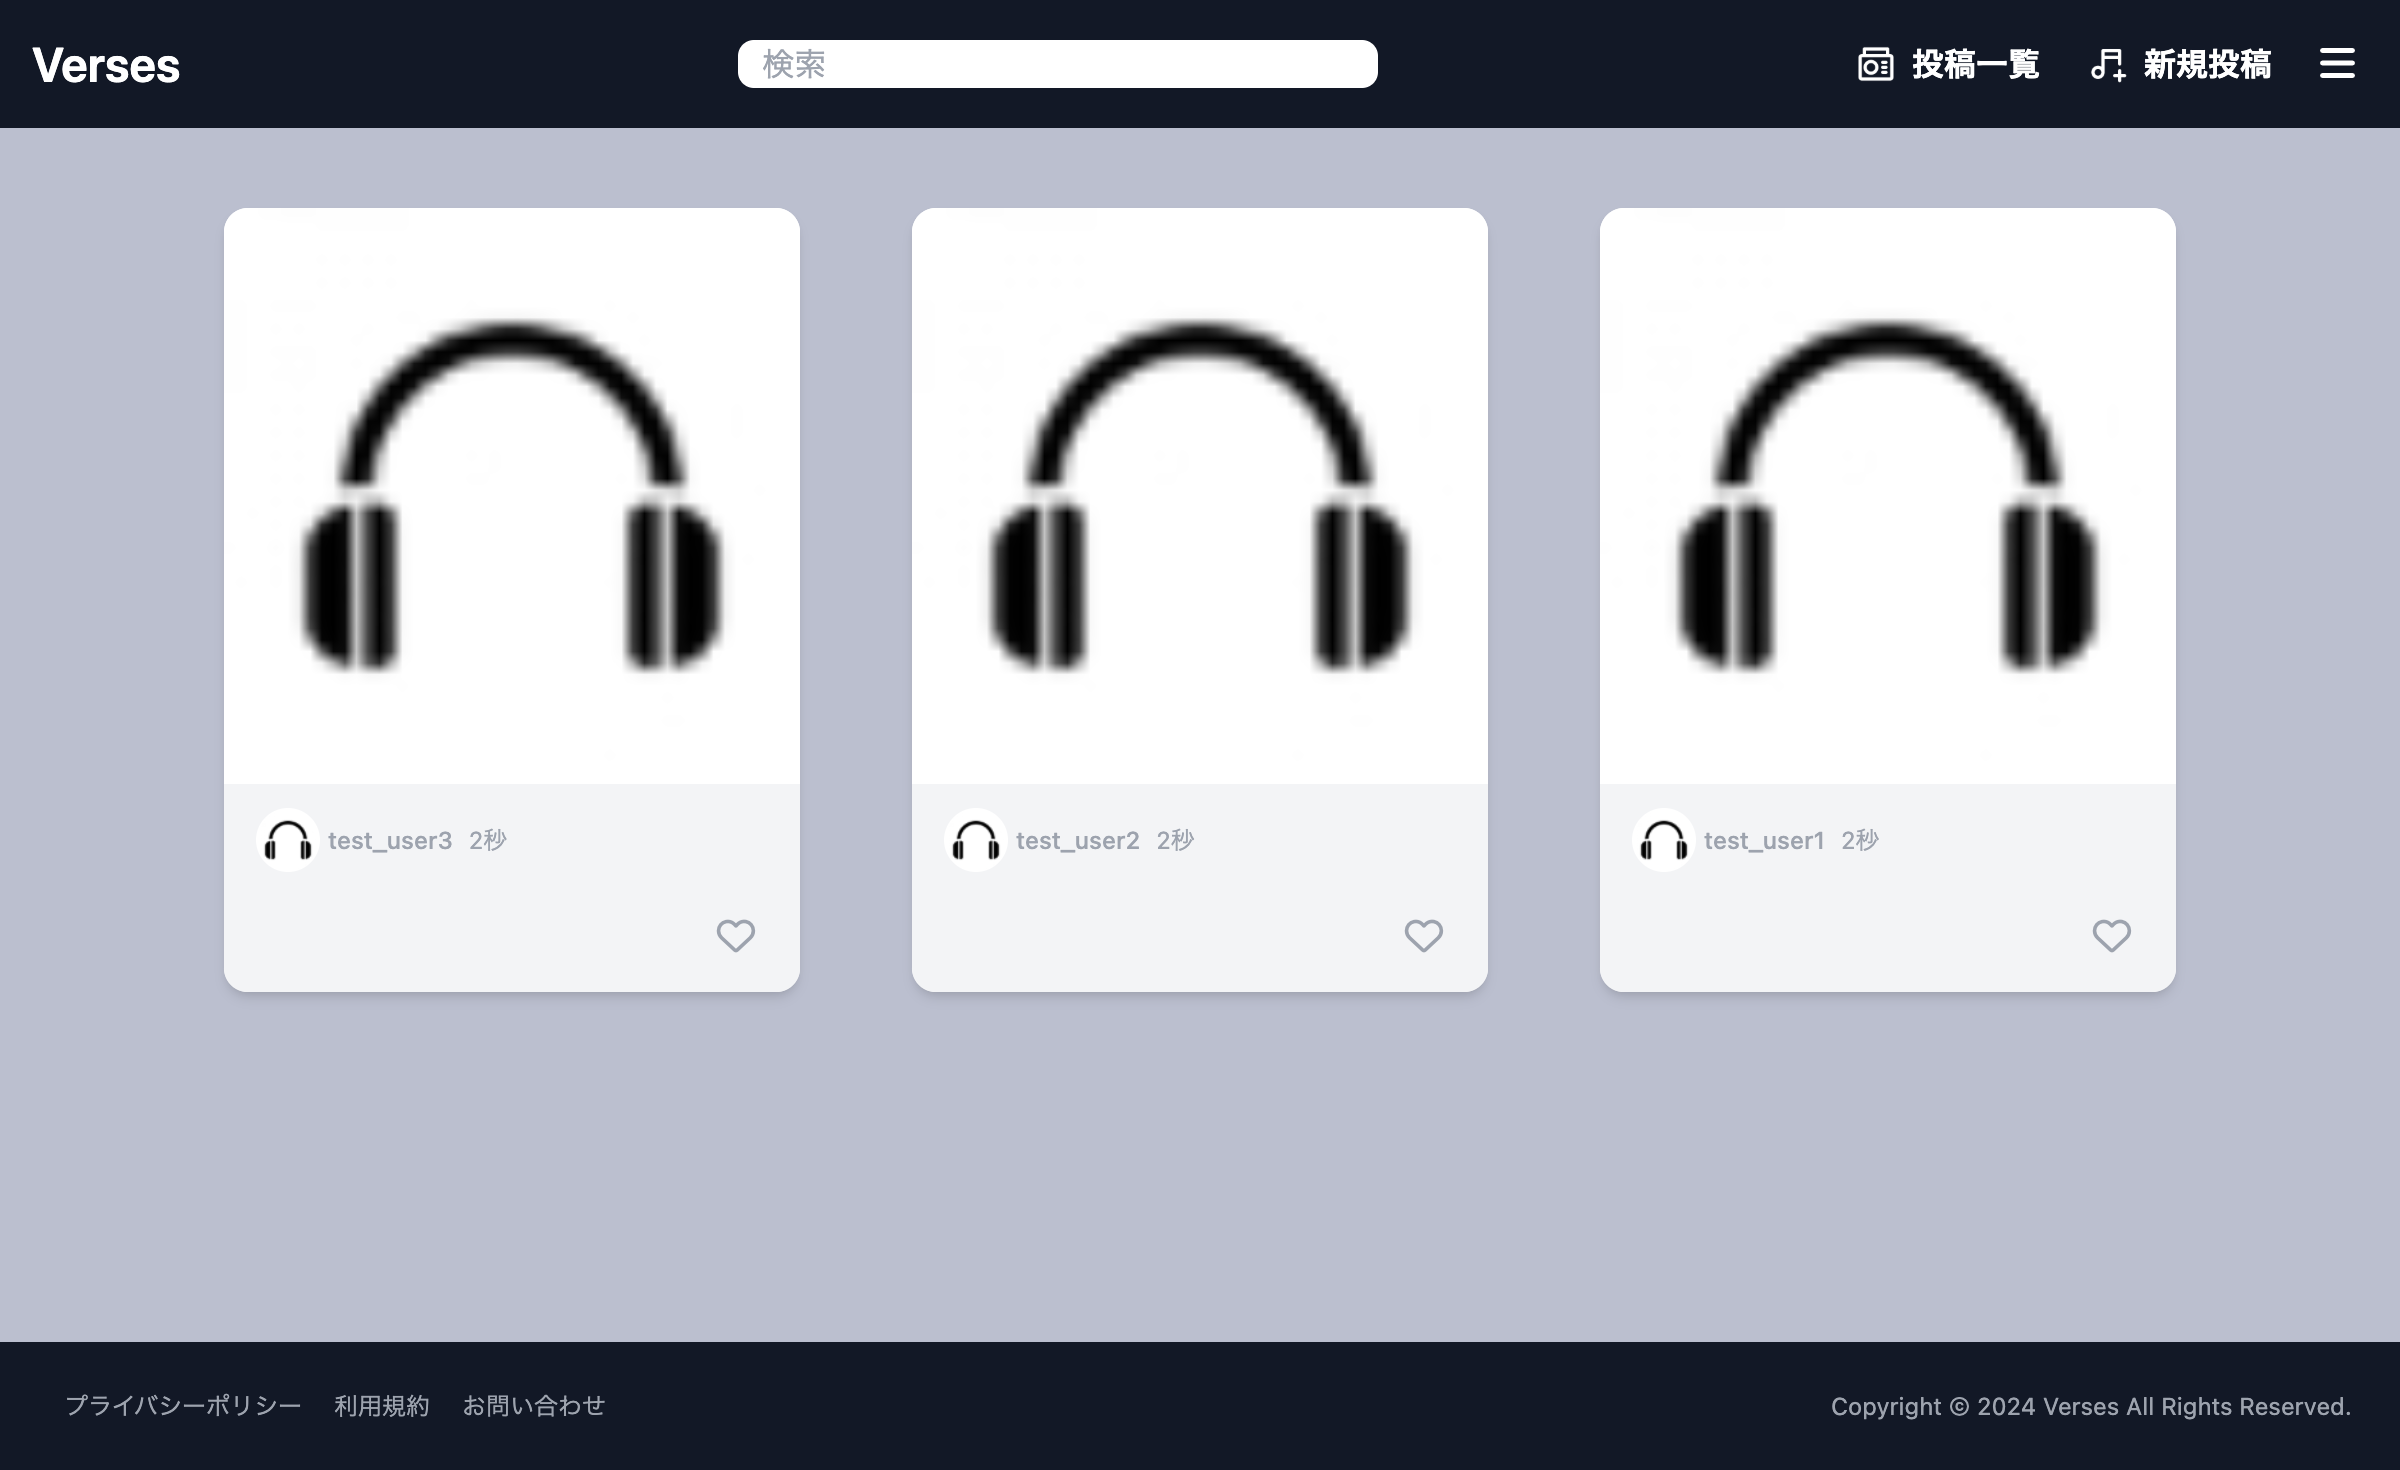 Verses
検索
投稿一覧
新規投稿
test_user3 2秒
test_user2 2秒
test_user1 2秒
プライバシーポリシー 利用規約 お問い合わせ
Copyright © 2024 Verses All Rights Reserved.